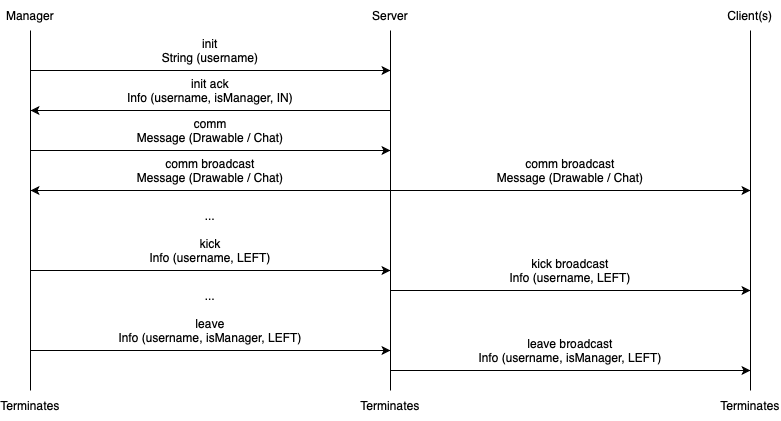 Manager
Server
Client(s)
init
String (username)
init ack
Info (username, isManager, IN)
comm
Message (Drawable / Chat)
comm broadcast
Message (Drawable / Chat)
comm broadcast
Message (Drawable / Chat)
...
kick
Info (username, LEFT)
kick broadcast
Info (username, LEFT)
...
leave
Info (username, isManager, LEFT)
leave broadcast
Info (username, isManager, LEFT)
Terminates
Terminates
Terminates